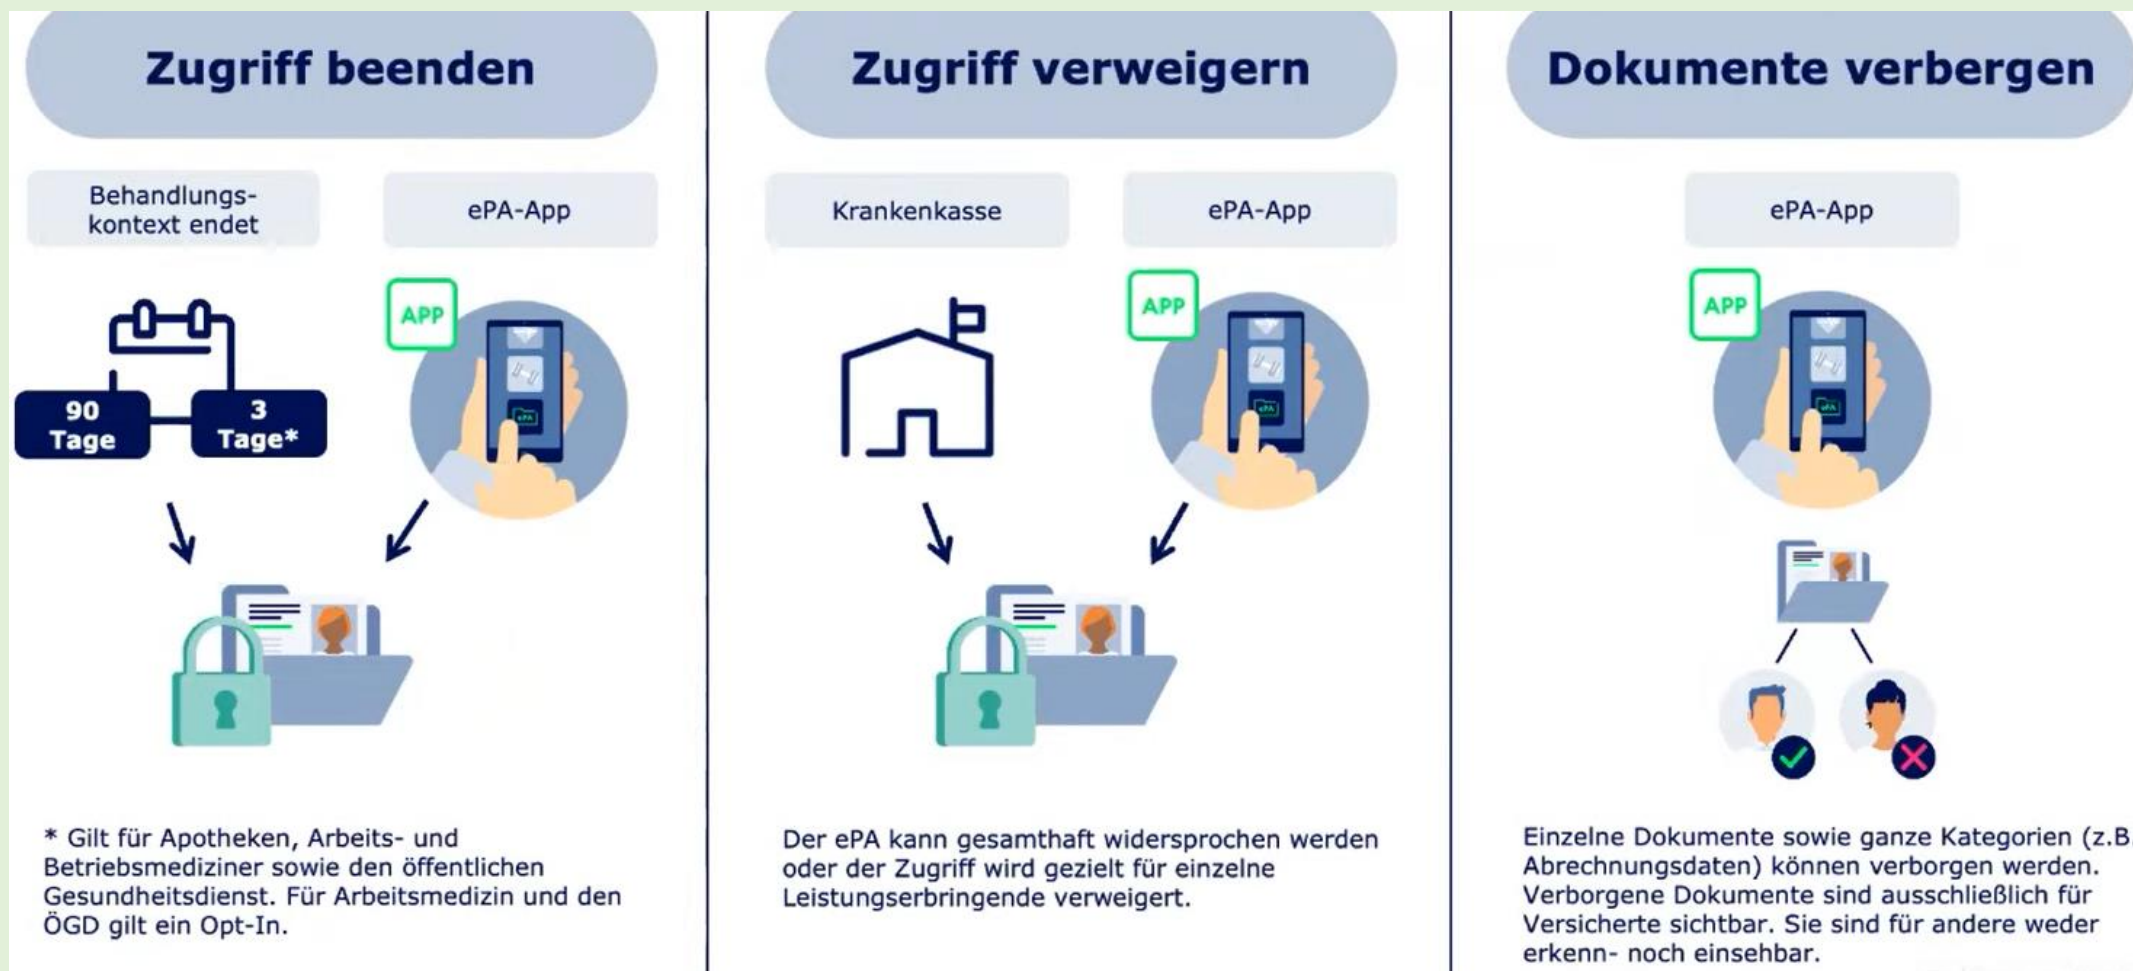 Zugriff beenden
Behandlungs-
kontext endet
ePA-App
APP
ePA
90
Tage
3
Tage*
* Gilt für Apotheken, Arbeits- und
Betriebsmediziner sowie den öffentlichen
Gesundheitsdienst. Für Arbeitsmedizin und den
ÖGD gilt ein Opt-In.
Zugriff verweigern
Krankenkasse
ePA-App
APP
ePA
Der ePA kann gesamthaft widersprochen werden
oder der Zugriff wird gezielt für einzelne
Leistungserbringende verweigert.
Dokumente verbergen
ePA-App
APP
ePA
Einzelne Dokumente sowie ganze Kategorien (z.B.
Abrechnungsdaten) können verborgen werden.
Verborgene Dokumente sind ausschließlich für
Versicherte sichtbar. Sie sind für andere weder
erkenn- noch einsehbar.